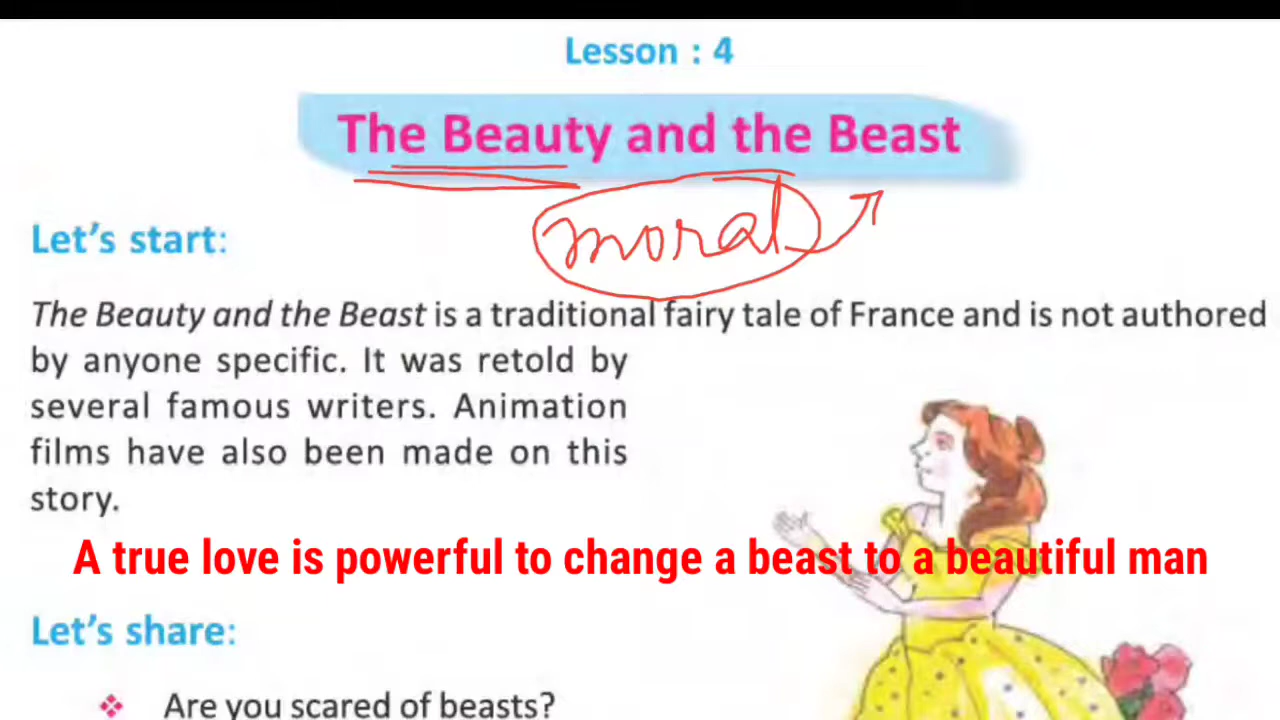 Lesson : 4
The Beauty and the Beast
moral
Let's start:
The Beauty and the Beast is a traditional fairy tale of France and is not authored
by anyone specific. It was retold by
several famous writers. Animation
films have also been made on this
story.
A true love is powerful to change a beast to a beautiful man
Let's share:
❖ Are you scared of beasts?